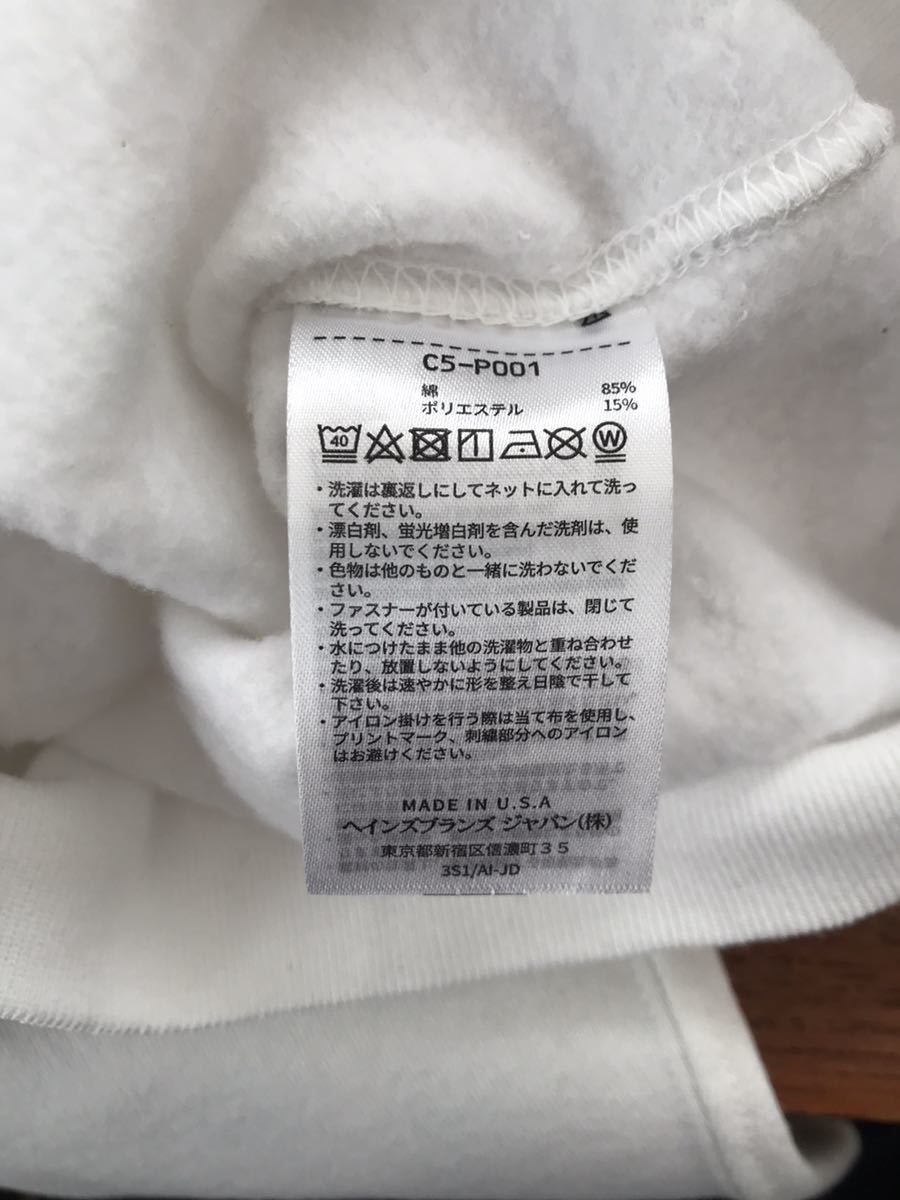 C5-P001
綿 85%
ポリエステル 15%
40 W
・洗濯は裏返しにしてネットに入れて洗っ
てください。
・漂白剤、蛍光増白剤を含んだ洗剤は、使
用しないでください。
・色物は他のものと一緒に洗わないでくだ
さい。
・ファスナーが付いている製品は、閉じて
洗ってください。
・水につけたまま他の洗濯物と重ね合わせ
たり、放置しないようにしてください。
・洗濯後は速やかに形を整え日陰で干して
下さい。
・アイロン掛けを行う際は当て布を使用し、
プリントマーク、刺繍部分へのアイロン
はお避けください。
MADE IN U.S.A
ヘインズブランズ ジャパン(株)
東京都新宿区信濃町35
3S1/AI-JD